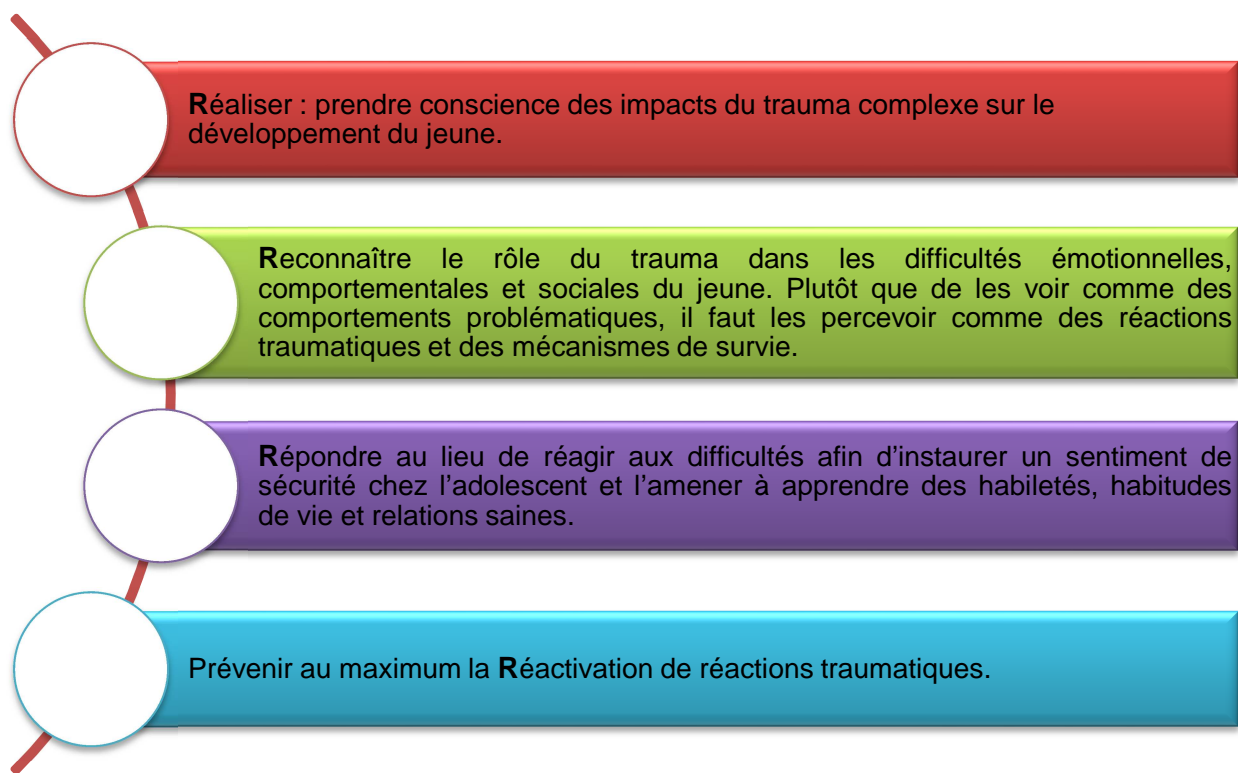 Réaliser : prendre conscience des impacts du trauma complexe sur le
développement du jeune.
Reconnaître le rôle du trauma dans les difficultés émotionnelles,
comportementales et sociales du jeune. Plutôt que de les voir comme des
comportements problématiques, il faut les percevoir comme des réactions
traumatiques et des mécanismes de survie.
Répondre au lieu de réagir aux difficultés afin d’instaurer un sentiment de
sécurité chez l’adolescent et l’amener à apprendre des habiletés, habitudes
de vie et relations saines.
Prévenir au maximum la Réactivation de réactions traumatiques.